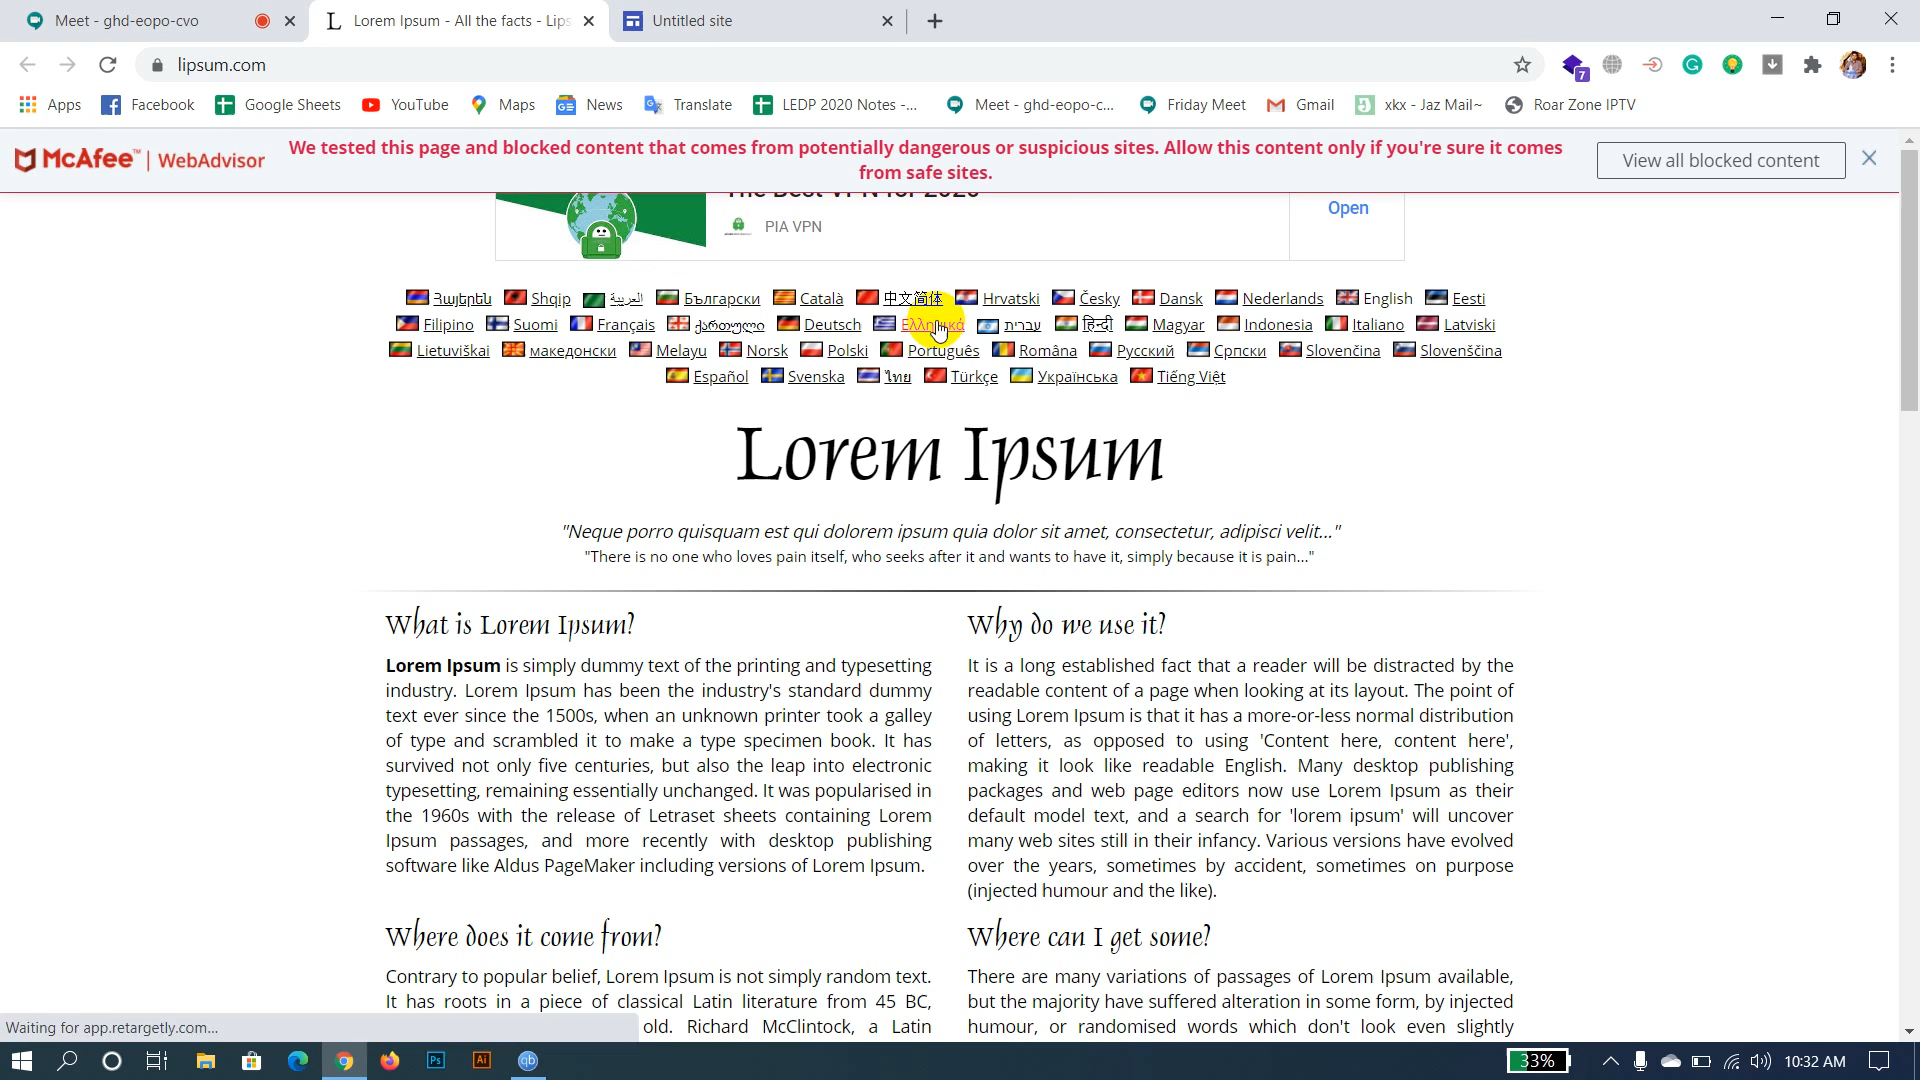 Meet - ghd-eopo-cvo
Lorem Ipsum - All the facts - Lips
Untitled site
lipsum.com
7
Apps Facebook Google Sheets YouTube Maps News Translate LEDP 2020 Notes -... Meet - ghd-eopo-c... Friday Meet Gmail xkx - Jaz Mail~ Roar Zone IPTV
McAfee™ | WebAdvisor
We tested this page and blocked content that comes from potentially dangerous or suspicious sites. Allow this content only if you're sure it comes
from safe sites.
View all blocked content
The Best VPN for 2020
PIA VPN
Open
Հայերեն Shqip العربية Български Català 中文简体 Hrvatski Česky Dansk Nederlands English Eesti
Filipino Suomi Français ქართული Deutsch Ελληνικά עברית हिन्दी Magyar Indonesia Italiano Latviski
Lietuviškai македонски Melayu Norsk Polski Português Româna Русский Српски Slovenčina Slovenščina
Español Svenska ไทย Türkçe Українська Tiếng Việt
Lorem Ipsum
"Neque porro quisquam est qui dolorem ipsum quia dolor sit amet, consectetur, adipisci velit..."
"There is no one who loves pain itself, who seeks after it and wants to have it, simply because it is pain..."
What is Lorem Ipsum?
Lorem Ipsum is simply dummy text of the printing and typesetting
industry. Lorem Ipsum has been the industry's standard dummy
text ever since the 1500s, when an unknown printer took a galley
of type and scrambled it to make a type specimen book. It has
survived not only five centuries, but also the leap into electronic
typesetting, remaining essentially unchanged. It was popularised in
the 1960s with the release of Letraset sheets containing Lorem
Ipsum passages, and more recently with desktop publishing
software like Aldus PageMaker including versions of Lorem Ipsum.
Why do we use it?
It is a long established fact that a reader will be distracted by the
readable content of a page when looking at its layout. The point of
using Lorem Ipsum is that it has a more-or-less normal distribution
of letters, as opposed to using 'Content here, content here',
making it look like readable English. Many desktop publishing
packages and web page editors now use Lorem Ipsum as their
default model text, and a search for 'lorem ipsum' will uncover
many web sites still in their infancy. Various versions have evolved
over the years, sometimes by accident, sometimes on purpose
(injected humour and the like).
Where does it come from?
Contrary to popular belief, Lorem Ipsum is not simply random text.
It has roots in a piece of classical Latin literature from 45 BC,
old. Richard McClintock, a Latin
Where can I get some?
There are many variations of passages of Lorem Ipsum available,
but the majority have suffered alteration in some form, by injected
humour, or randomised words which don't look even slightly
Waiting for app.retargetly.com...
Ps Ai qb
33%
10:32 AM